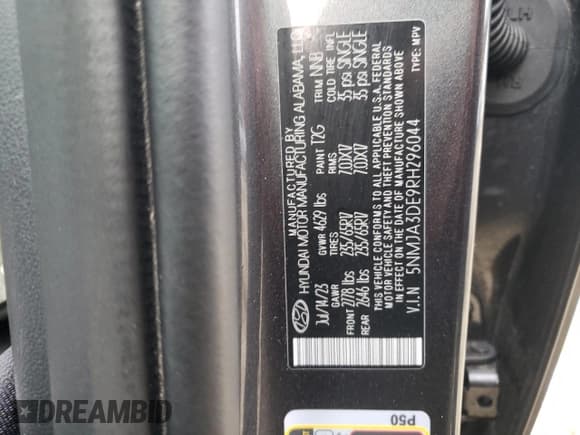 MANUFACTURED BY
HYUNDAI MOTOR MANUFACTURING ALABAMA, LLC
Jul/14/23 GVWR 4629 lbs PAINT T2G TRIM NNB
GAWR TIRES RIMS COLD TIRE INFL
FRONT 2778 lbs 235/65R17 7.0JX17 35 psi SINGLE
REAR 2646 lbs 235/65R17 7.0JX17 35 psi SINGLE
THIS VEHICLE CONFORMS TO ALL APPLICABLE U.S.A. FEDERAL
MOTOR VEHICLE SAFETY AND THEFT PREVENTION STANDARDS
IN EFFECT ON THE DATE OF MANUFACTURE SHOWN ABOVE
V.I.N 5NMJA3DE9RH296044 TYPE: MPV
P50
DREAMBID